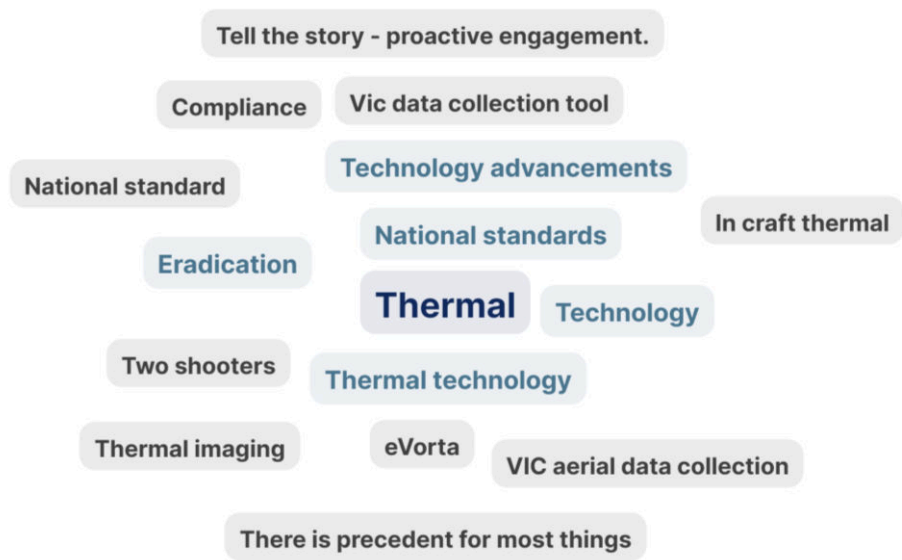 Tell the story - proactive engagement.
Compliance
Vic data collection tool
Technology advancements
National standard
In craft thermal
National standards
Eradication
Thermal
Technology
Two shooters
Thermal technology
Thermal imaging
eVorta
VIC aerial data collection
There is precedent for most things